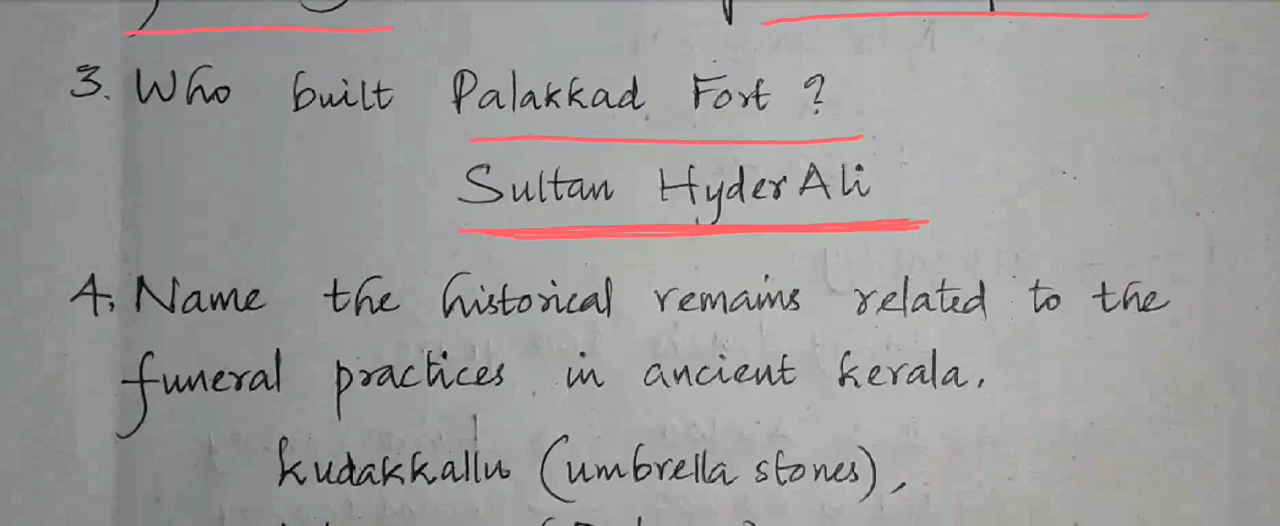 3. Who built Palakkad Fort ?
Sultan Hyder Ali
4. Name the historical remains related to the
funeral practices in ancient kerala.
kudakkallu (umbrella stones),